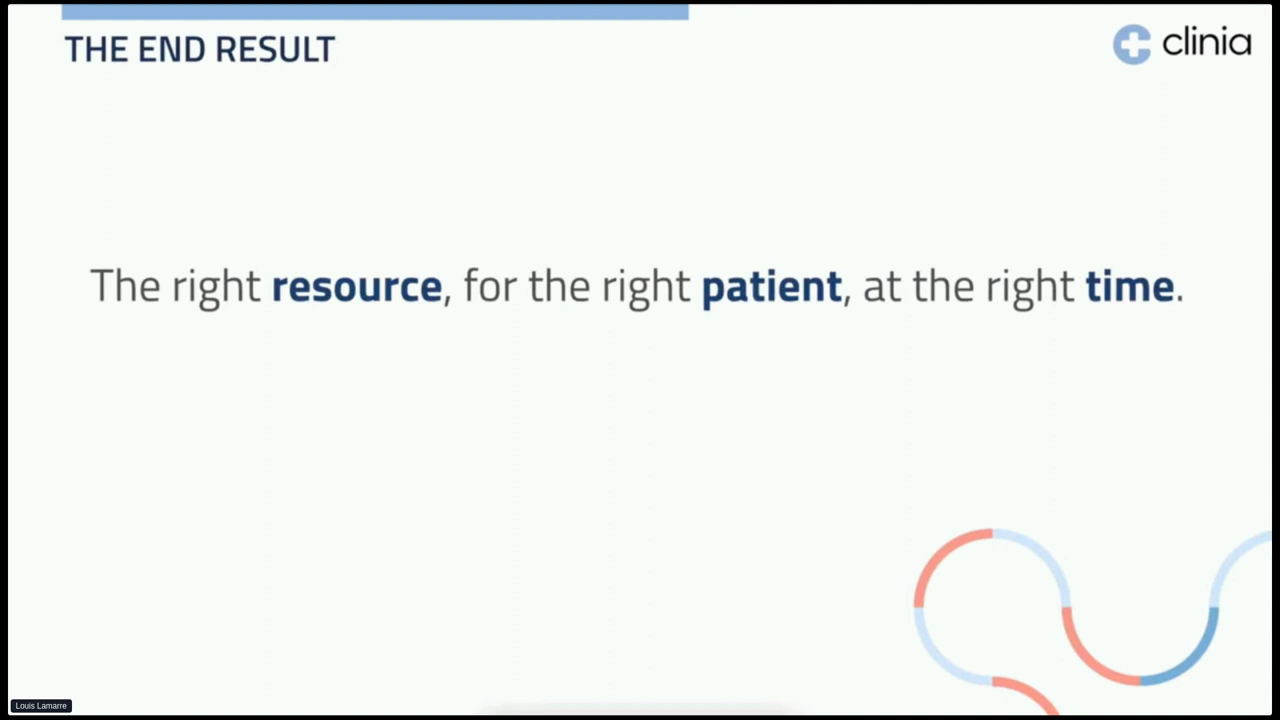 THE END RESULT
clinia
The right resource, for the right patient, at the right time.
Louis Lamarre